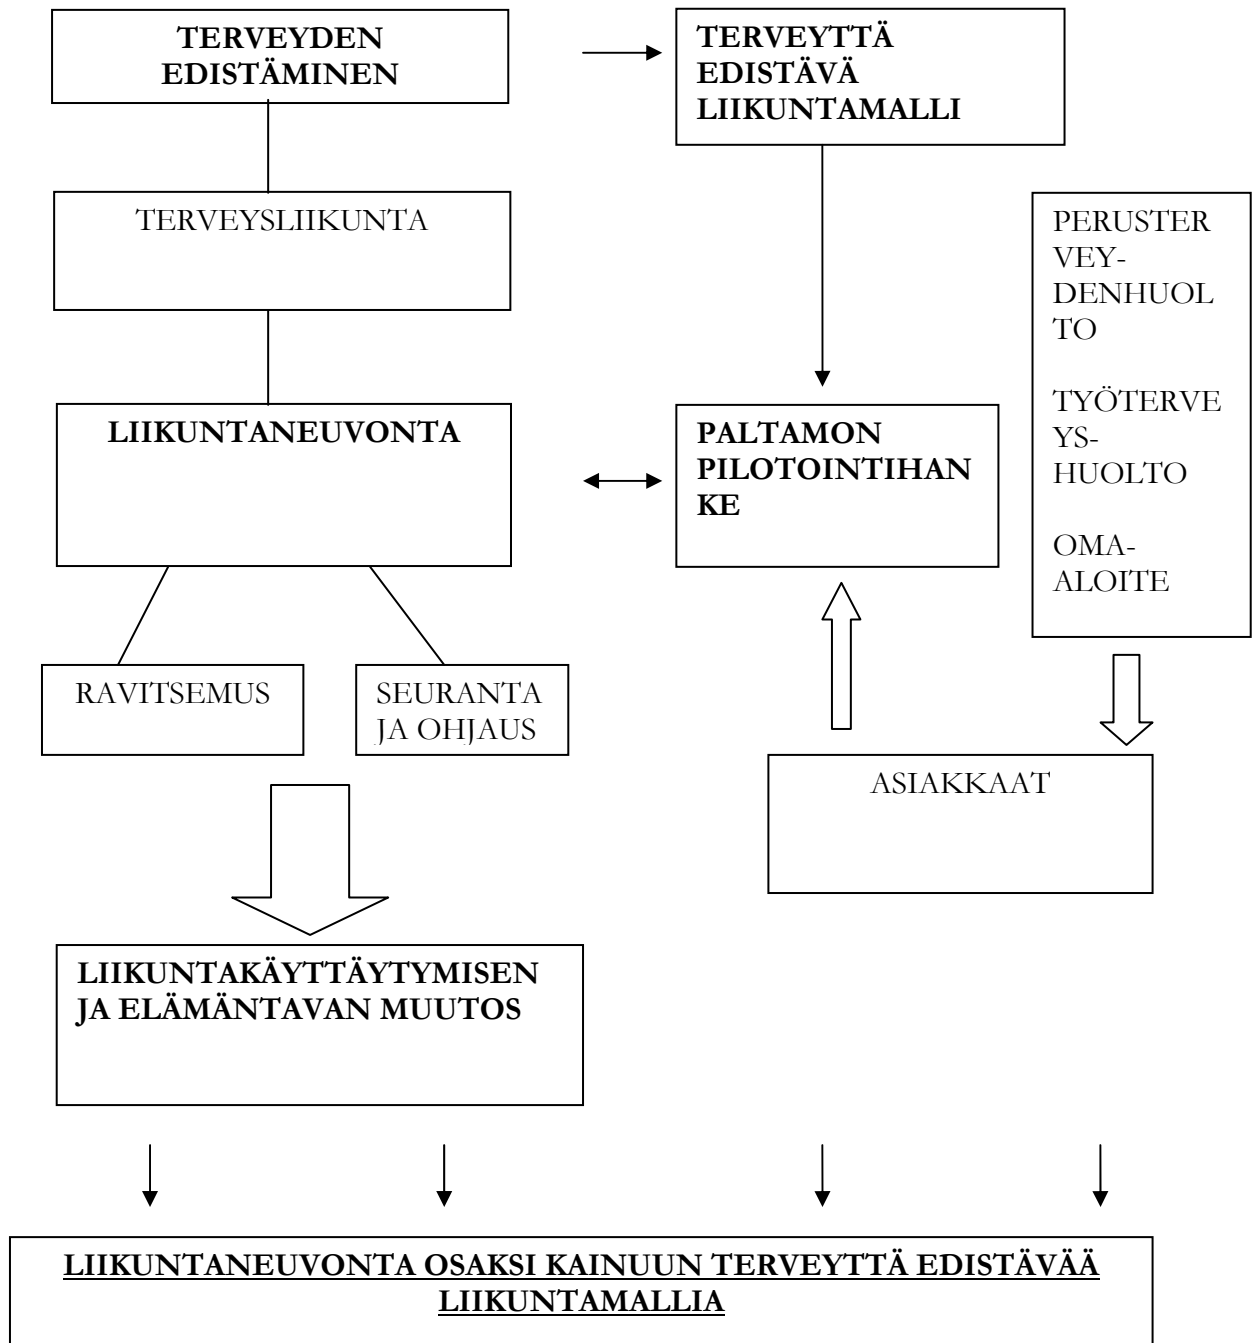 TERVEYDEN
EDISTÄMINEN
TERVEYTTÄ
EDISTÄVÄ
LIIKUNTAMALLI
TERVEYSLIIKUNTA
PERUSTER
VEY-
DENHUOL
TO
TYÖTERVE
YS-
HUOLTO
OMA-
ALOITE
LIIKUNTANEUVONTA
PALTAMON
PILOTOINTIHAN
KE
RAVITSEMUS
SEURANTA
JA OHJAUS
ASIAKKAAT
LIIKUNTAKÄYTTÄYTYMISEN
JA ELÄMÄNTAVAN MUUTOS
LIIKUNTANEUVONTA OSAKSI KAINUUN TERVEYTTÄ EDISTÄVÄÄ
LIIKUNTAMALLIA